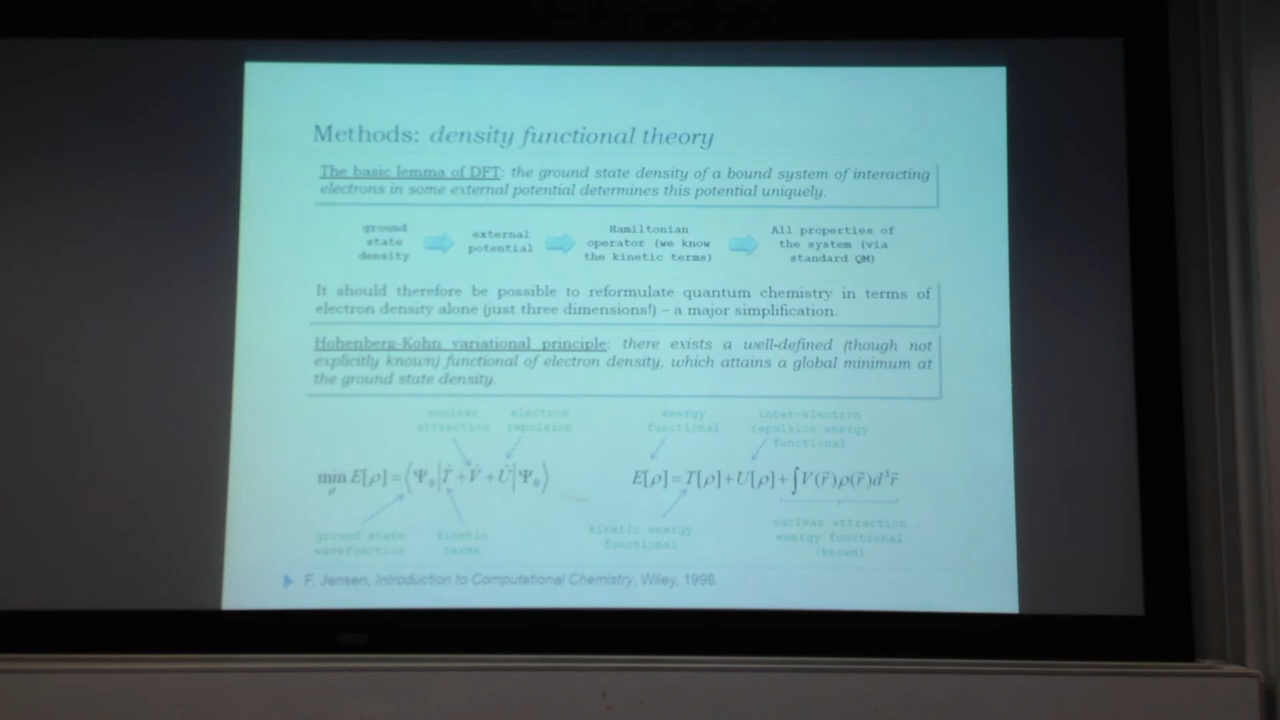 Methods: density functional theory
The basic lemma of DFT: the ground state density of a bound system of interacting
electrons in some external potential determines this potential uniquely.
ground
state
density
external
potential
Hamiltonian
operator (we know
the kinetic terms)
All properties of
the system (via
standard QM)
It should therefore be possible to reformulate quantum chemistry in terms of
electron density alone (just three dimensions!) – a major simplification.
Hohenberg-Kohn variational principle: there exists a well-defined (though not
explicitly known) functional of electron density, which attains a global minimum at
the ground state density.
nuclear
attraction
electron
repulsion
energy
functional
inter-electron
repulsion energy
functional
min E[ρ] = ⟨Ψ₀|T̂ + V̂ + Û|Ψ₀⟩
ρ
E[ρ] = T[ρ] + U[ρ] + ∫V(r⃗)ρ(r⃗)d³r⃗
ground state
wavefunction
kinetic
terms
kinetic energy
functional
nuclear attraction
energy functional
(known)
F. Jensen, Introduction to Computational Chemistry, Wiley, 1998.